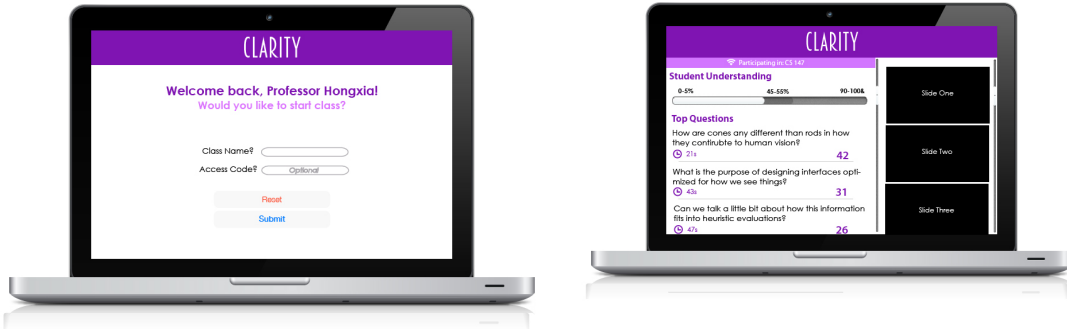 CLARITY
Welcome back, Professor Hongxia!
Would you like to start class?
Class Name?
Access Code? Optional
Reset
Submit
CLARITY
Participating in: CS 147
Student Understanding
0-5% 45-55% 90-100&
Top Questions
How are cones any different than rods in how
they contirubte to human vision?
21s 42
What is the purpose of designing interfaces opti-
mized for how we see things?
43s 31
Can we talk a little bit about how this information
fits into heuristic evaluations?
47s 26
Slide One
Slide Two
Slide Three